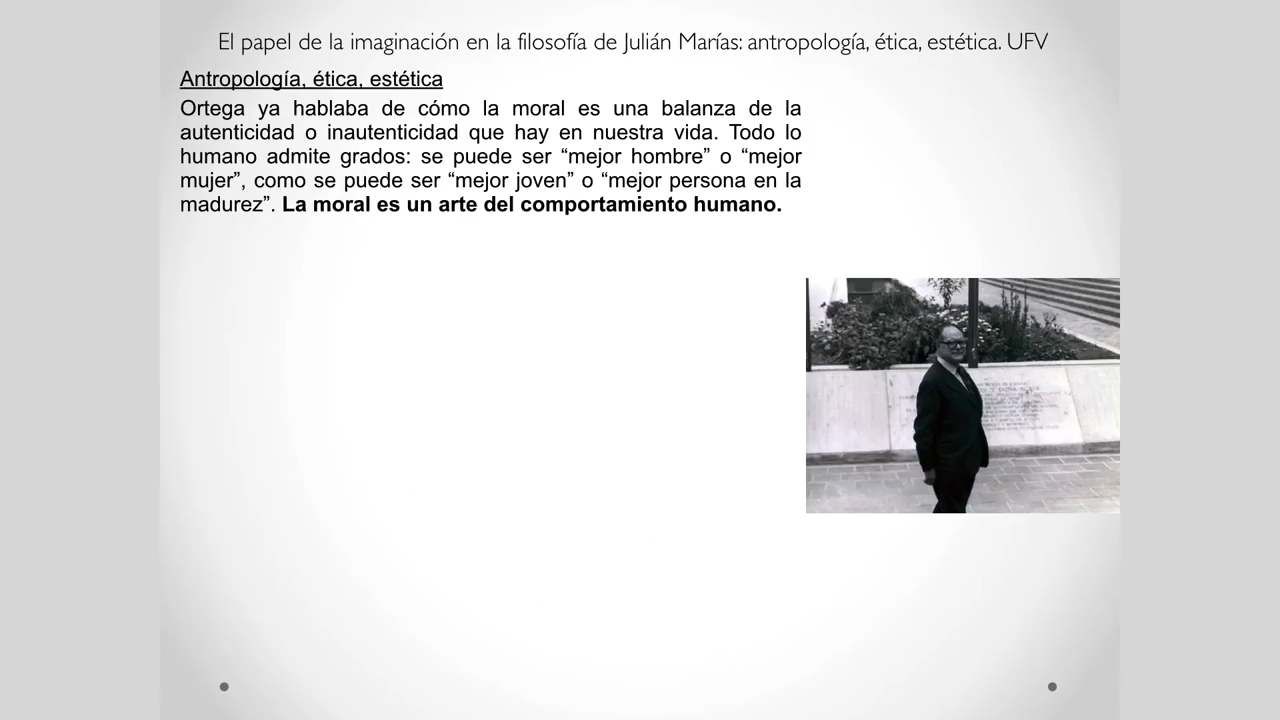 El papel de la imaginación en la filosofía de Julián Marías: antropología, ética, estética. UFV
Antropología, ética, estética
Ortega ya hablaba de cómo la moral es una balanza de la
autenticidad o inautenticidad que hay en nuestra vida. Todo lo
humano admite grados: se puede ser “mejor hombre” o “mejor
mujer”, como se puede ser “mejor joven” o “mejor persona en la
madurez”. La moral es un arte del comportamiento humano.